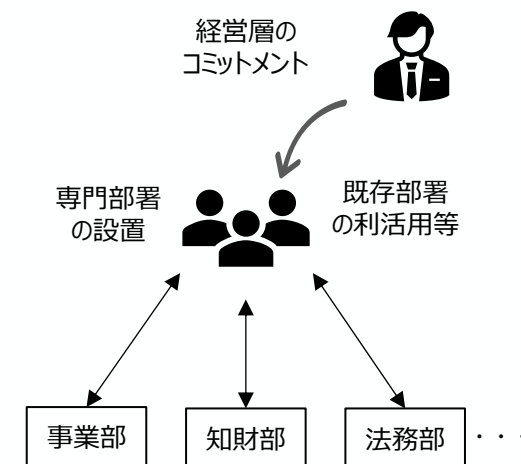 経営層の
コミットメント
専門部署
の設置
既存部署
の利活用等
事業部
知財部
法務部
・・・